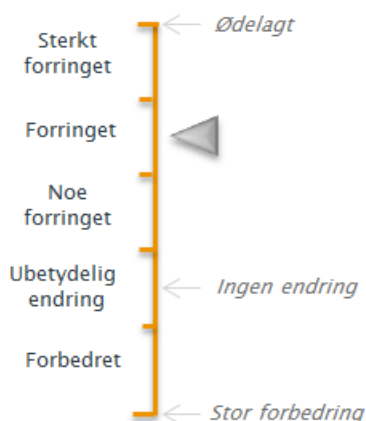 Ødelagt
Sterkt
forringet
Forringet
Noe
forringet
Ubetydelig
endring
Ingen endring
Forbedret
Stor forbedring